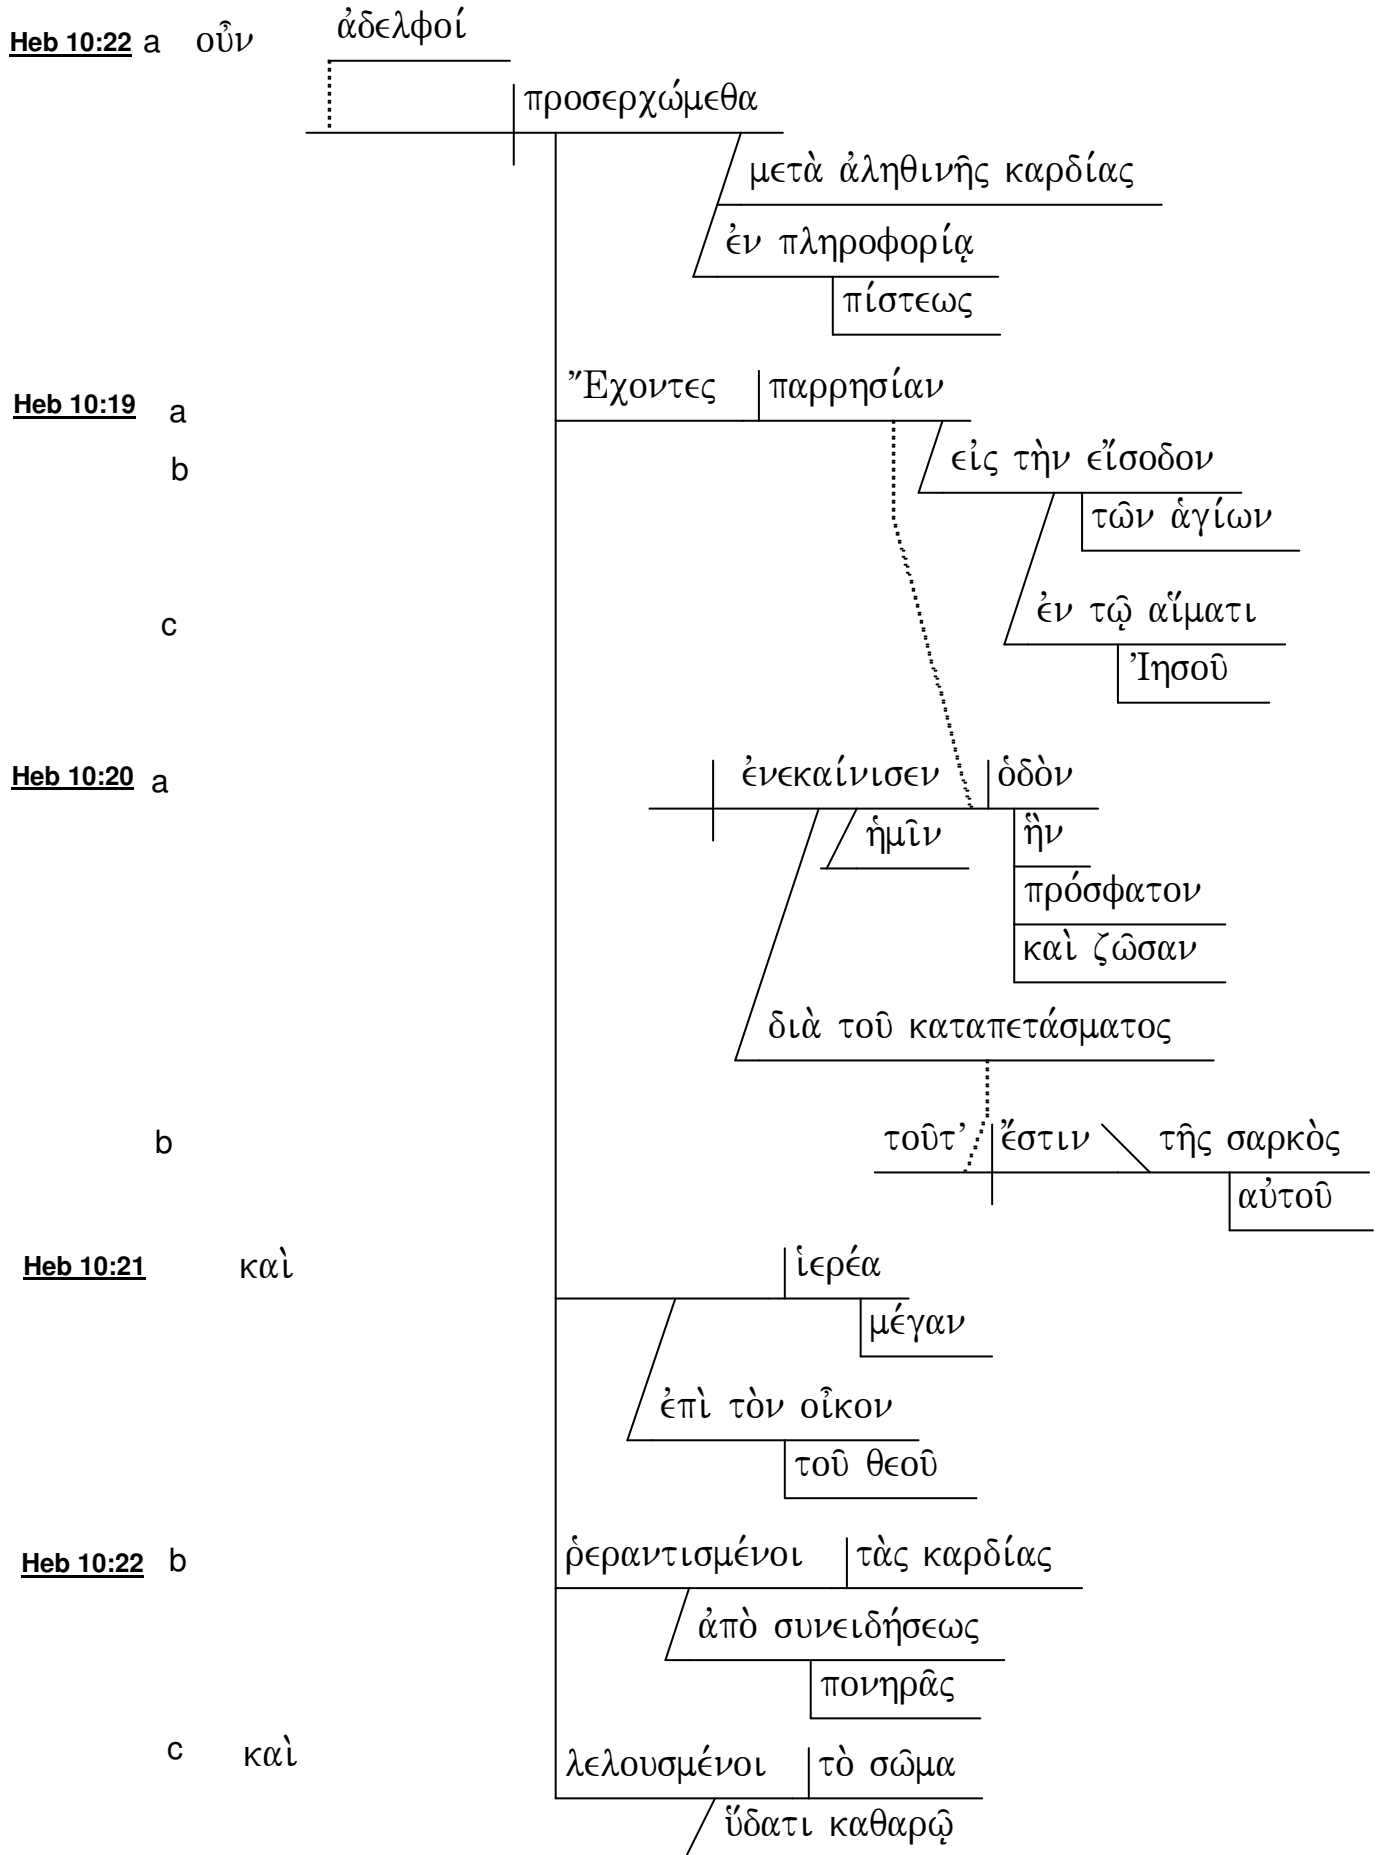 ἀδελφοί
Heb 10:22 a οὖν
προσερχώμεθα
μετὰ ἀληθινῆς καρδίας
ἐν πληροφορίᾳ
πίστεως
Heb 10:19 a Ἔχοντες παρρησίαν
b εἰς τὴν εἴσοδον
τῶν ἁγίων
c ἐν τῷ αἵματι
Ἰησοῦ
Heb 10:20 a ἐνεκαίνισεν ὁδὸν
ἡμῖν ἣν
πρόσφατον
καὶ ζῶσαν
διὰ τοῦ καταπετάσματος
b τοῦτ’ ἔστιν τῆς σαρκὸς
αὐτοῦ
Heb 10:21 καὶ ἱερέα
μέγαν
ἐπὶ τὸν οἶκον
τοῦ θεοῦ
Heb 10:22 b ῥεραντισμένοι τὰς καρδίας
ἀπὸ συνειδήσεως
πονηρᾶς
c καὶ λελουσμένοι τὸ σῶμα
ὕδατι καθαρῷ